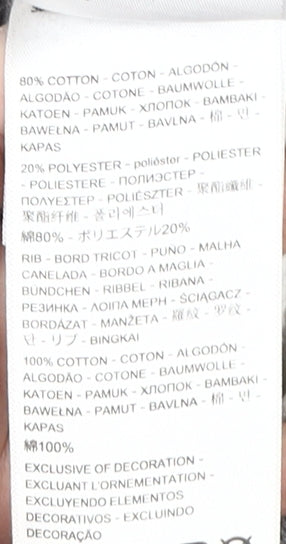 80% COTTON - COTON - ALGODÓN -
ALGODÃO - COTONE - BAUMWOLLE -
KATOEN - PAMUK - ХЛОПОК - ΒΑΜΒΑΚΙ -
BAWEŁNA - PAMUT - BAVLNA - 棉 - 면 -
KAPAS
20% POLYESTER - poliéster - POLIESTER
- POLIESTERE - ПОЛИЭСТЕР -
ΠΟΛΥΕΣΤΕΡ - POLIÉSZTER - 聚酯纖維 -
聚酯纤维 - 폴리에스터
綿80% - ポリエステル20%
RIB - BORD TRICOT - PUÑO - MALHA
CANELADA - BORDO A MAGLIA -
BÜNDCHEN - RIBBEL - RIBANA -
РЕЗИНКА - ΛΟΙΠΑ ΜΕΡΗ - ŚCIĄGACZ -
BORDÁZAT - MANŽETA - 羅紋 - 罗纹 -
단 - リブ - BINGKAI
100% COTTON - COTON - ALGODÓN -
ALGODÃO - COTONE - BAUMWOLLE -
KATOEN - PAMUK - ХЛОПОК - ΒΑΜΒΑΚΙ -
BAWEŁNA - PAMUT - BAVLNA - 棉 - 면 -
KAPAS
綿100%
EXCLUSIVE OF DECORATION -
EXCLUANT L'ORNEMENTATION -
EXCLUYENDO ELEMENTOS
DECORATIVOS - EXCLUINDO
DECORAÇÃO